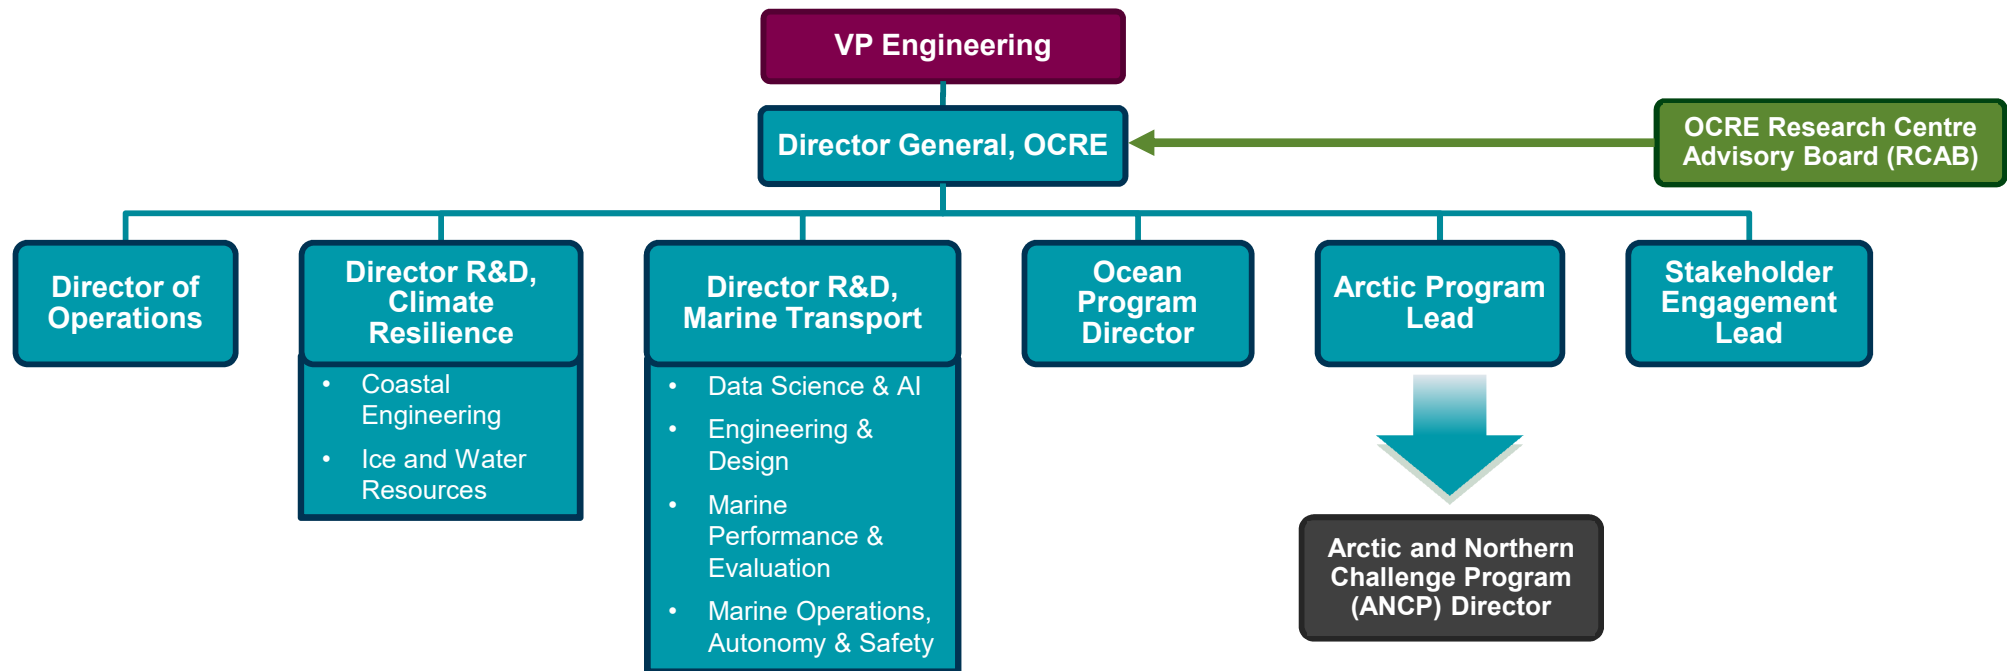 VP Engineering
Director General, OCRE
OCRE Research Centre
Advisory Board (RCAB)
Director of
Operations
Director R&D,
Climate
Resilience
• Coastal
Engineering
• Ice and Water
Resources
Director R&D,
Marine Transport
• Data Science & AI
• Engineering &
Design
• Marine
Performance &
Evaluation
• Marine Operations,
Autonomy & Safety
Ocean
Program
Director
Arctic Program
Lead
Arctic and Northern
Challenge Program
(ANCP) Director
Stakeholder
Engagement
Lead